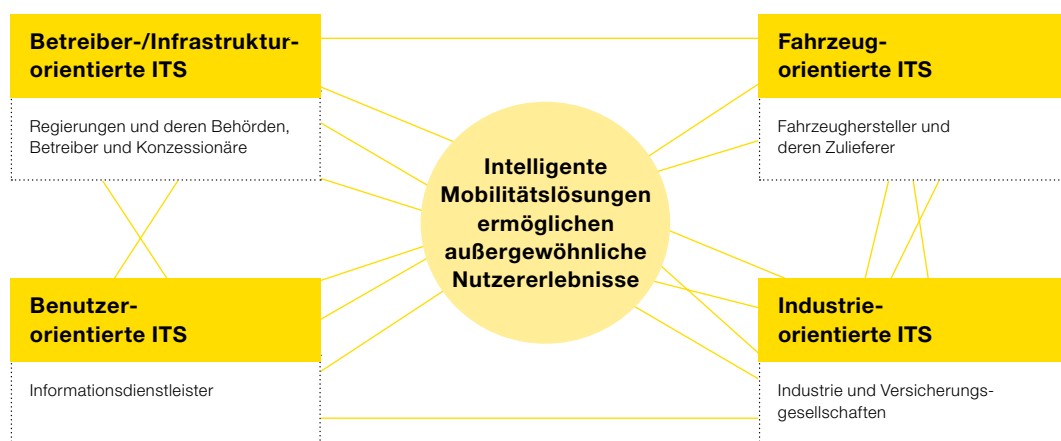 Betreiber-/Infrastruktur-
orientierte ITS
Regierungen und deren Behörden,
Betreiber und Konzessionäre
Fahrzeug-
orientierte ITS
Fahrzeughersteller und
deren Zulieferer
Intelligente
Mobilitätslösungen
ermöglichen
außergewöhnliche
Nutzererlebnisse
Benutzer-
orientierte ITS
Informationsdienstleister
Industrie-
orientierte ITS
Industrie und Versicherungs-
gesellschaften